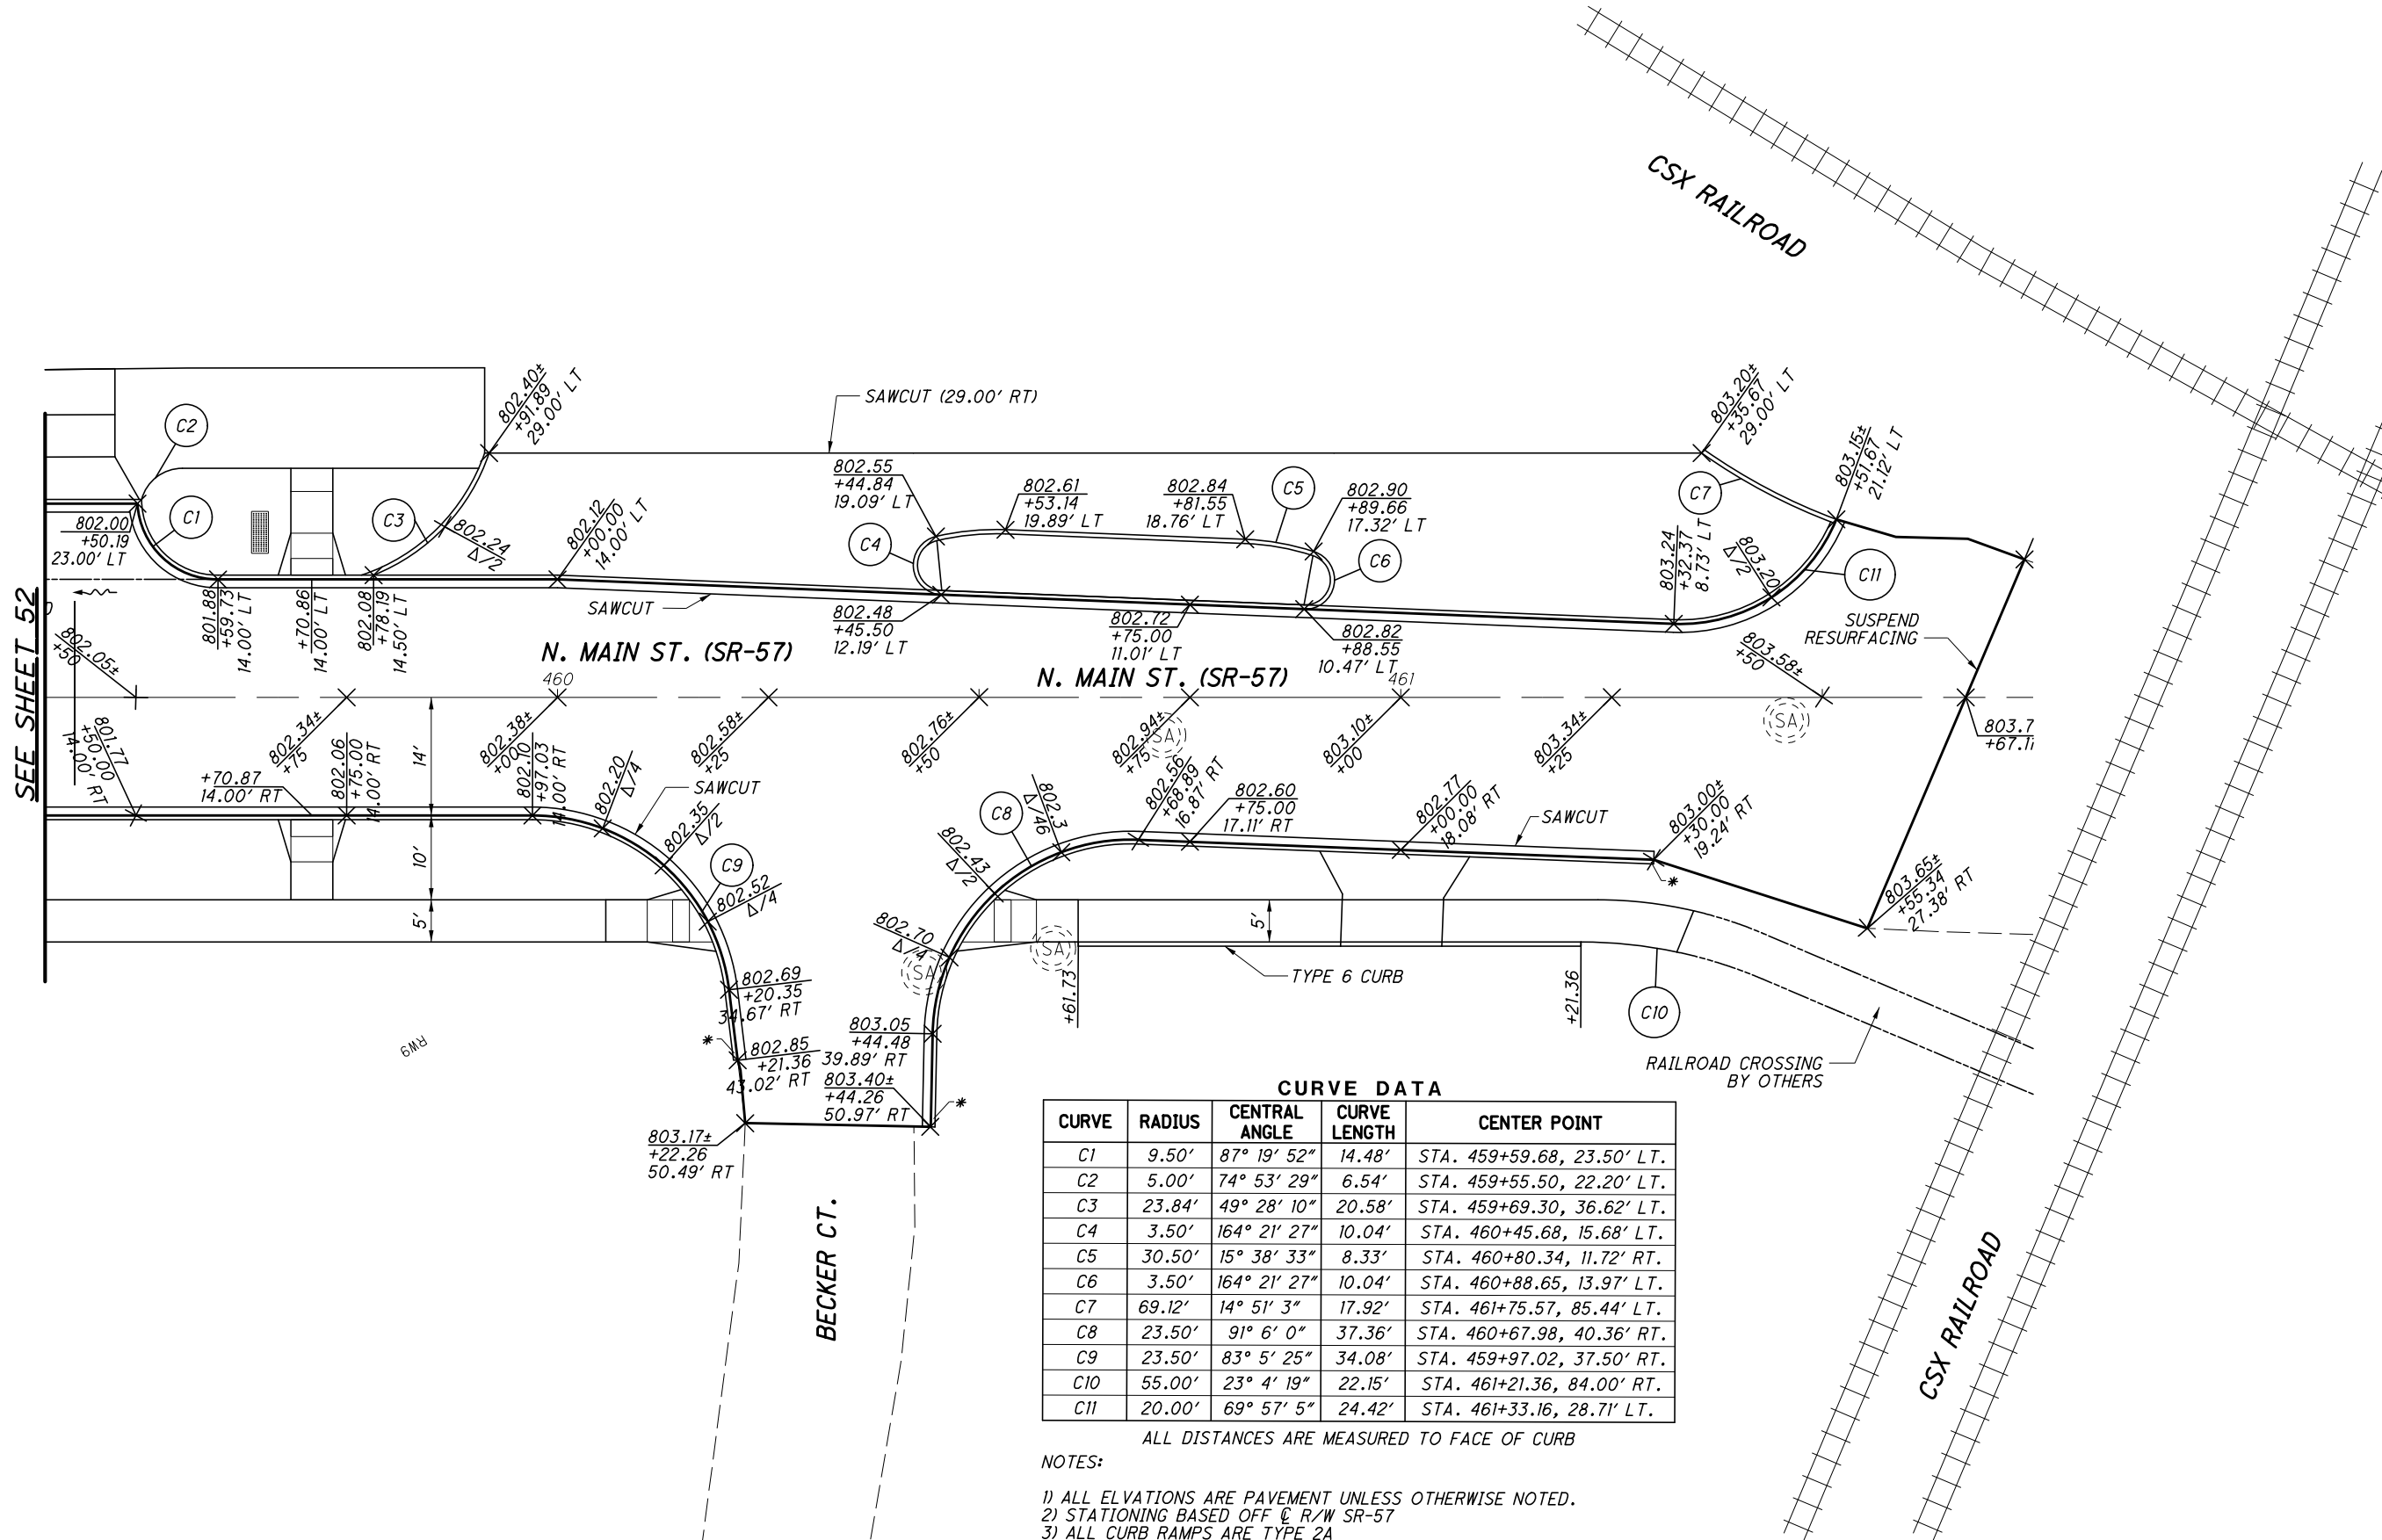 CSX RAILROAD
SEE SHEET 52
C2
C1
C3
802.00
+50.19
23.00' LT
801.88
+59.73
14.00' LT
+70.86
14.00' LT
802.08
+78.19
14.50' LT
802.24
Δ/2
802.40±
+91.89
29.00' LT
802.12
+00.00
14.00' LT
SAWCUT (29.00' RT)
SAWCUT
802.55
+44.84
19.09' LT
C4
802.61
+53.14
19.89' LT
802.84
+81.55
18.76' LT
C5
802.90
+89.66
17.32' LT
C6
802.48
+45.50
12.19' LT
802.72
+75.00
11.01' LT
802.82
+88.55
10.47' LT
803.20±
+35.67
29.00' LT
C7
803.15±
+51.67
21.12' LT
803.24
+32.37
8.73' LT
803.20
Δ/2
C11
SUSPEND
RESURFACING
N. MAIN ST. (SR-57)
N. MAIN ST. (SR-57)
460
461
802.05±
+50
802.34±
+75
802.38±
+00
802.58±
+25
802.76±
+50
802.94±
+75
803.10±
+00
803.34±
+25
803.58±
+50
803.7
+67.11
SA
SA
801.77
+50.00
14.00' RT
+70.87
14.00' RT
802.06
+75.00
14.00' RT
14'
10'
5'
802.10
+97.03
14.00' RT
802.20
Δ/4
SAWCUT
802.35
Δ/2
C9
802.52
Δ/4
802.69
+20.35
34.67' RT
*
802.85
+21.36
43.02' RT
803.17±
+22.26
50.49' RT
803.40±
+44.26
50.97' RT
*
803.05
+44.48
39.89' RT
802.70
Δ/4
SA
SA
802.43
Δ/2
C8
802.3
Δ/46
802.56
+68.89
16.87' RT
802.60
+75.00
17.11' RT
802.77
+00.00
18.08' RT
SAWCUT
803.00±
+30.00
19.24' RT
*
803.65±
+55.34
27.38' RT
5'
+61.73
TYPE 6 CURB
+21.36
C10
RAILROAD CROSSING
BY OTHERS
RW9
BECKER CT.
CSX RAILROAD
CURVE DATA
CURVE RADIUS CENTRAL ANGLE CURVE LENGTH CENTER POINT
C1 9.50' 87° 19' 52" 14.48' STA. 459+59.68, 23.50' LT.
C2 5.00' 74° 53' 29" 6.54' STA. 459+55.50, 22.20' LT.
C3 23.84' 49° 28' 10" 20.58' STA. 459+69.30, 36.62' LT.
C4 3.50' 164° 21' 27" 10.04' STA. 460+45.68, 15.68' LT.
C5 30.50' 15° 38' 33" 8.33' STA. 460+80.34, 11.72' RT.
C6 3.50' 164° 21' 27" 10.04' STA. 460+88.65, 13.97' LT.
C7 69.12' 14° 51' 3" 17.92' STA. 461+75.57, 85.44' LT.
C8 23.50' 91° 6' 0" 37.36' STA. 460+67.98, 40.36' RT.
C9 23.50' 83° 5' 25" 34.08' STA. 459+97.02, 37.50' RT.
C10 55.00' 23° 4' 19" 22.15' STA. 461+21.36, 84.00' RT.
C11 20.00' 69° 57' 5" 24.42' STA. 461+33.16, 28.71' LT.
ALL DISTANCES ARE MEASURED TO FACE OF CURB
NOTES:
1) ALL ELVATIONS ARE PAVEMENT UNLESS OTHERWISE NOTED.
2) STATIONING BASED OFF ℄ R/W SR-57
3) ALL CURB RAMPS ARE TYPE 2A